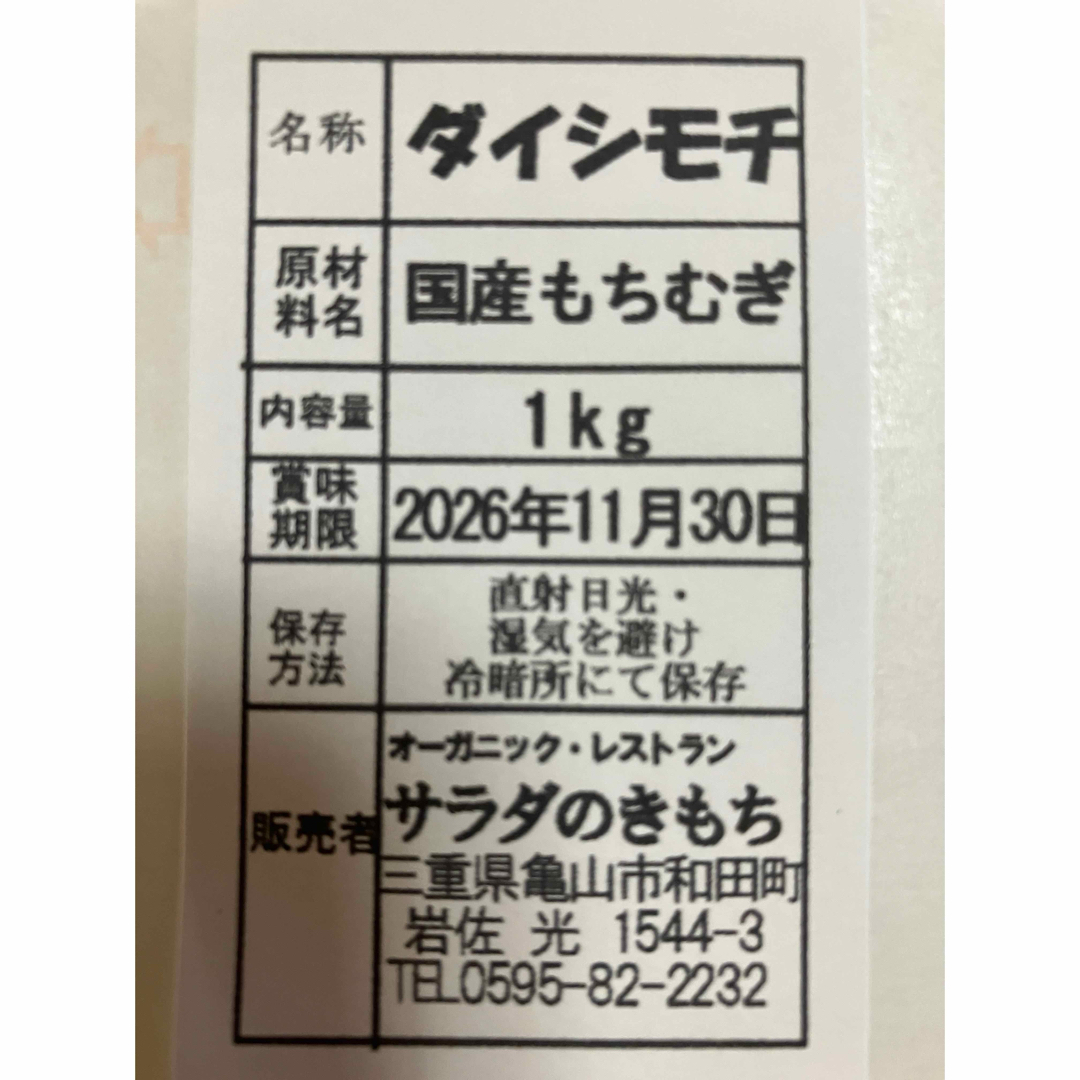 名称
ダイシモチ
原材
料名
国産もちむぎ
内容量
1kg
賞味
期限
2026年11月30日
保存
方法
直射日光・
湿気を避け
冷暗所にて保存
販売者
オーガニック・レストラン
サラダのきもち
三重県亀山市和田町
岩佐 光 1544-3
TEL0595-82-2232